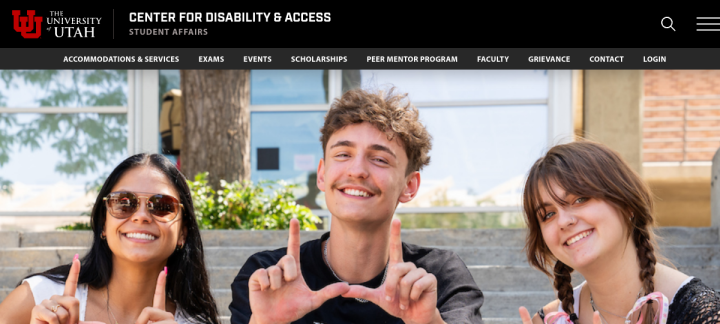 THE
UNIVERSITY
of UTAH
CENTER FOR DISABILITY & ACCESS
STUDENT AFFAIRS
ACCOMMODATIONS & SERVICES EXAMS EVENTS SCHOLARSHIPS PEER MENTOR PROGRAM FACULTY GRIEVANCE CONTACT LOGIN